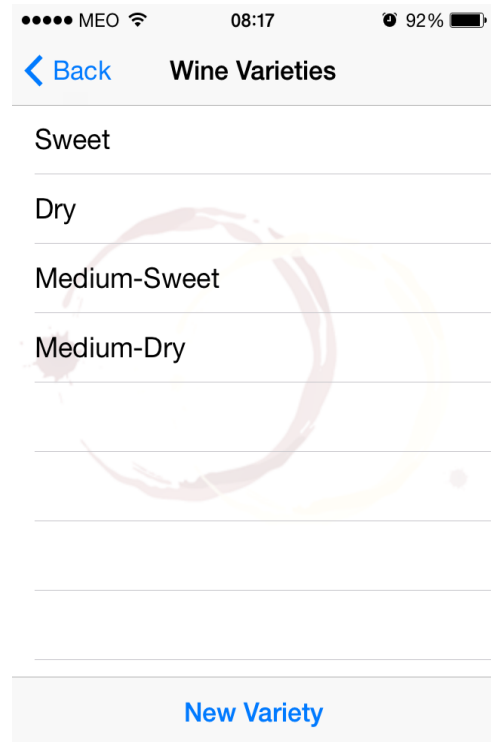 MEO 08:17 92%
Back Wine Varieties
Sweet
Dry
Medium-Sweet
Medium-Dry
New Variety